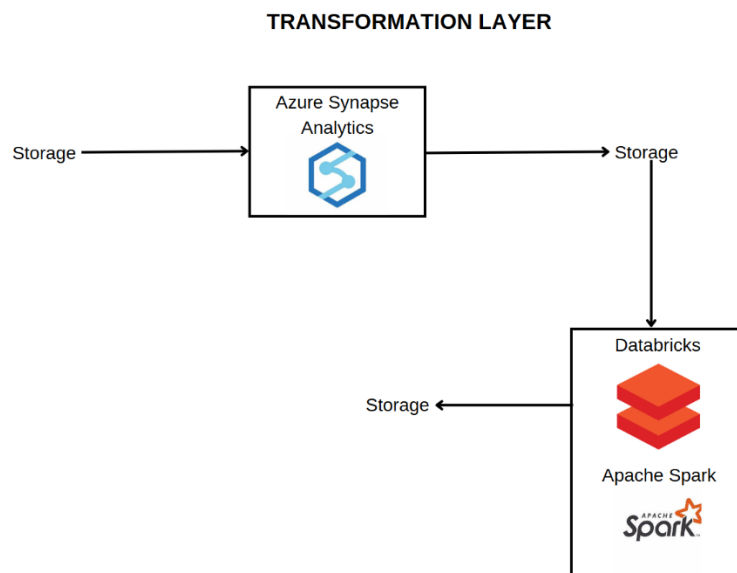 TRANSFORMATION LAYER
Azure Synapse
Analytics
Storage
Storage
Databricks
Storage
Apache Spark
APACHE
Spark